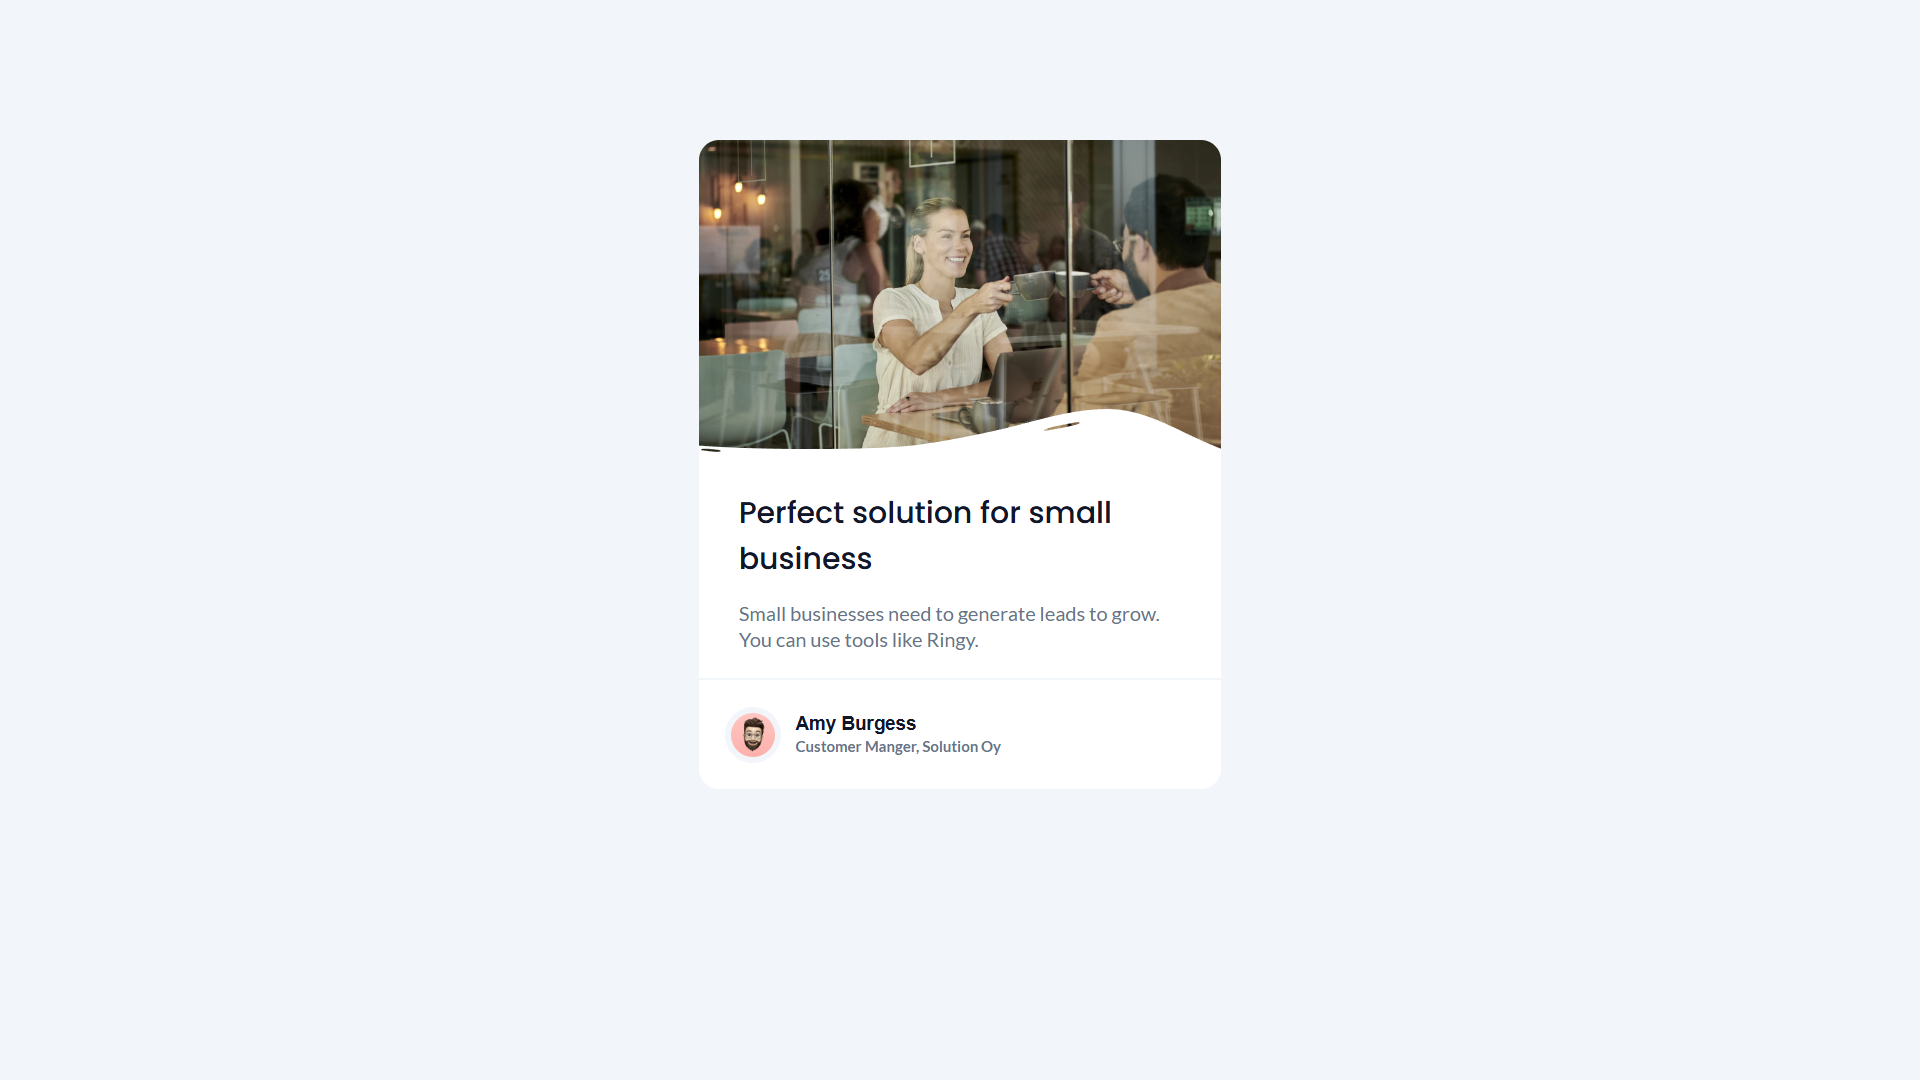 25
Perfect solution for small
business
Small businesses need to generate leads to grow.
You can use tools like Ringy.
Amy Burgess
Customer Manger, Solution Oy